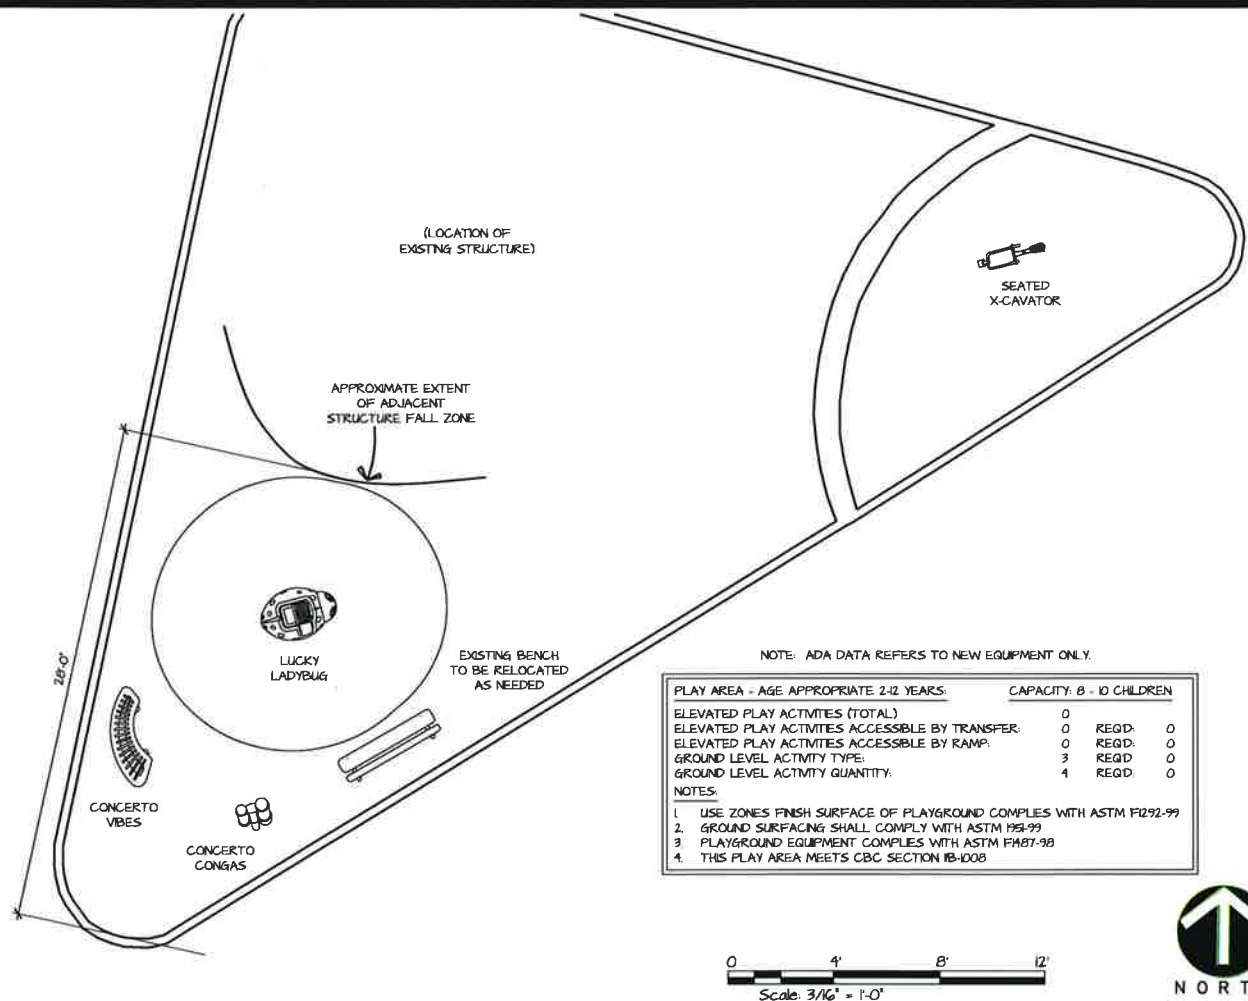 (LOCATION OF
EXISTING STRUCTURE)
SEATED
X-CAVATOR
APPROXIMATE EXTENT
OF ADJACENT
STRUCTURE FALL ZONE
28'-0"
LUCKY
LADYBUG
EXISTING BENCH
TO BE RELOCATED
AS NEEDED
CONCERTO
VIBES
CONCERTO
CONGAS
NOTE: ADA DATA REFERS TO NEW EQUIPMENT ONLY.
PLAY AREA - AGE APPROPRIATE 2-12 YEARS: CAPACITY: 8 - 10 CHILDREN
ELEVATED PLAY ACTIVITIES (TOTAL) 0
ELEVATED PLAY ACTIVITIES ACCESSIBLE BY TRANSFER: 0 REQD: 0
ELEVATED PLAY ACTIVITIES ACCESSIBLE BY RAMP: 0 REQD: 0
GROUND LEVEL ACTIVITY TYPE: 3 REQD: 0
GROUND LEVEL ACTIVITY QUANTITY: 4 REQD: 0
NOTES:
1. USE ZONES FINISH SURFACE OF PLAYGROUND COMPLIES WITH ASTM F1292-99
2. GROUND SURFACING SHALL COMPLY WITH ASTM 1951-99
3. PLAYGROUND EQUIPMENT COMPLIES WITH ASTM F1487-98
4. THIS PLAY AREA MEETS CBC SECTION 11B-1008
0 4' 8' 12'
Scale: 3/16" = 1'-0"
NORT